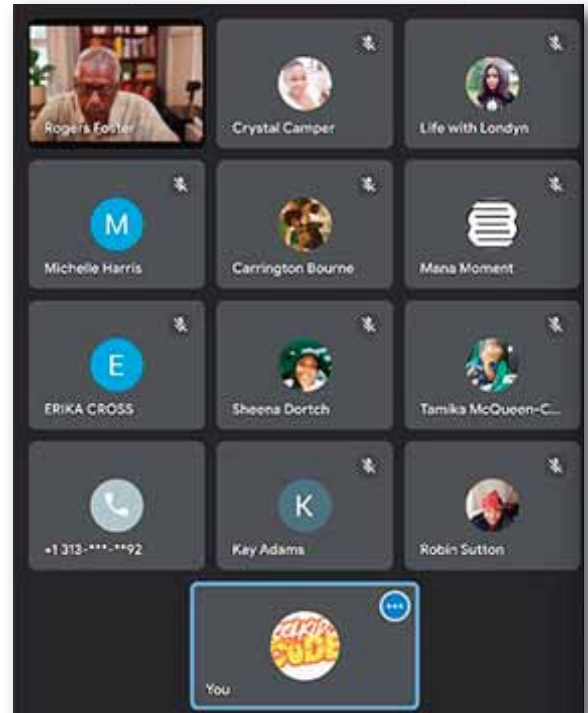 Rogers Foster
Crystal Camper
Life with Londyn
M
Michelle Harris
Carrington Bourne
Mana Moment
E
ERIKA CROSS
Sheena Dortch
Tamika McQueen-C...
+1 313-***-**92
K
Kay Adams
Robin Sutton
CODE
You